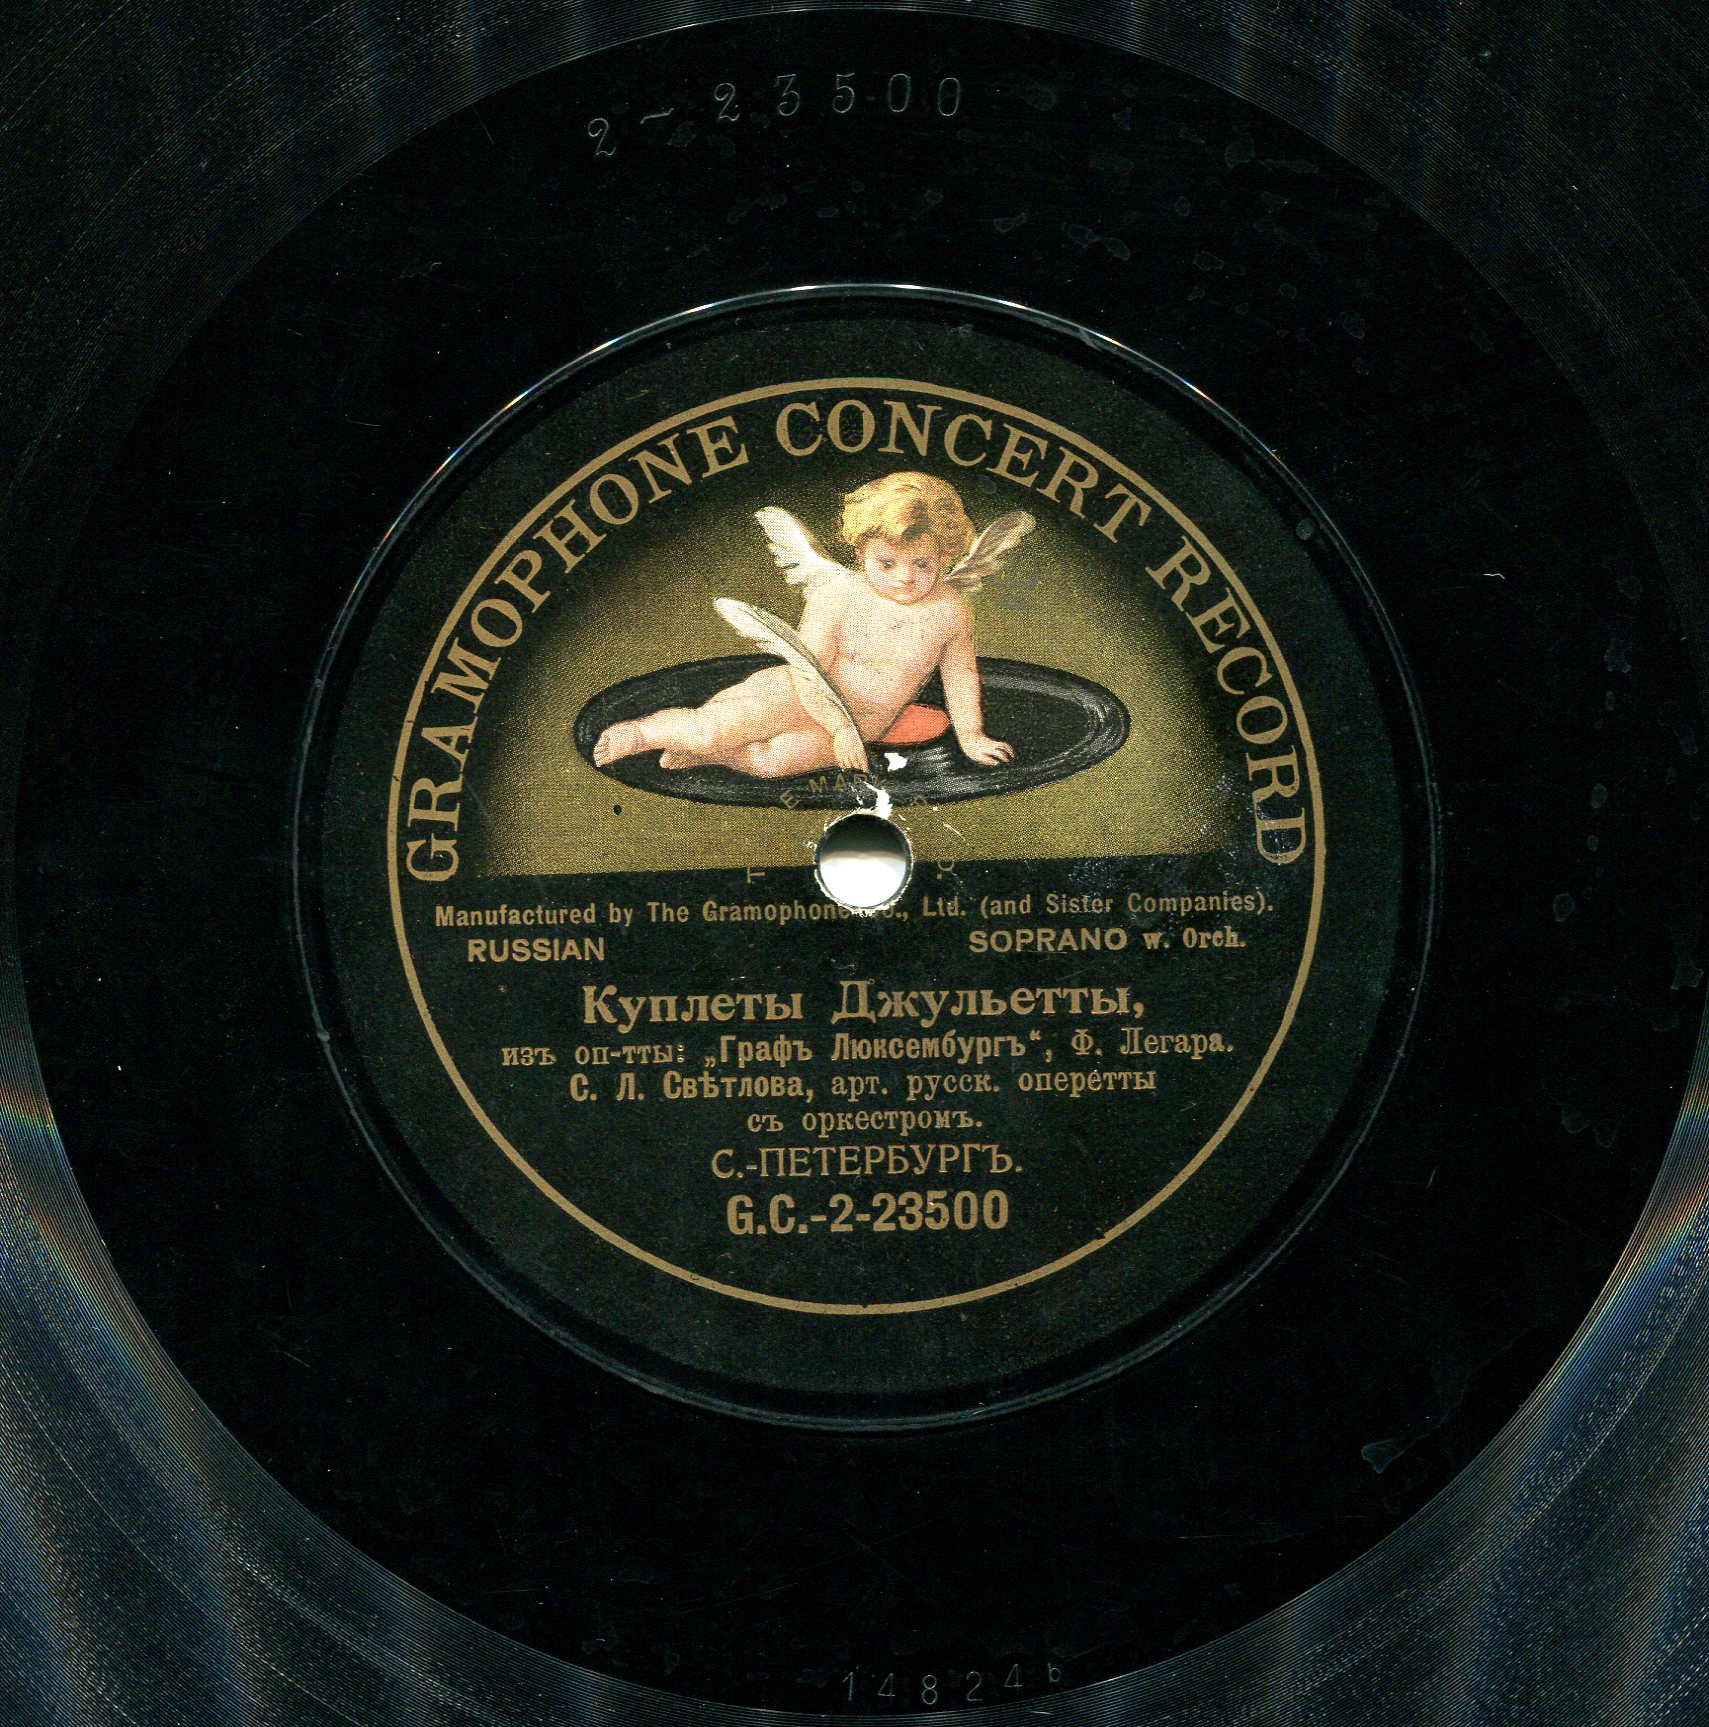 2-23500
GRAMOPHONE CONCERT RECORD
Manufactured by The Gramophone Co., Ltd. (and Sister Companies).
RUSSIAN
SOPRANO w. Orch.
Куплеты Джульетты,
изъ оп-тты: „Графъ Люксембургъ“, Ф. Легара.
С. Л. Свѣтлова, арт. русск. оперетты
съ оркестромъ.
С.-ПЕТЕРБУРГЪ.
G.C.-2-23500
14824b